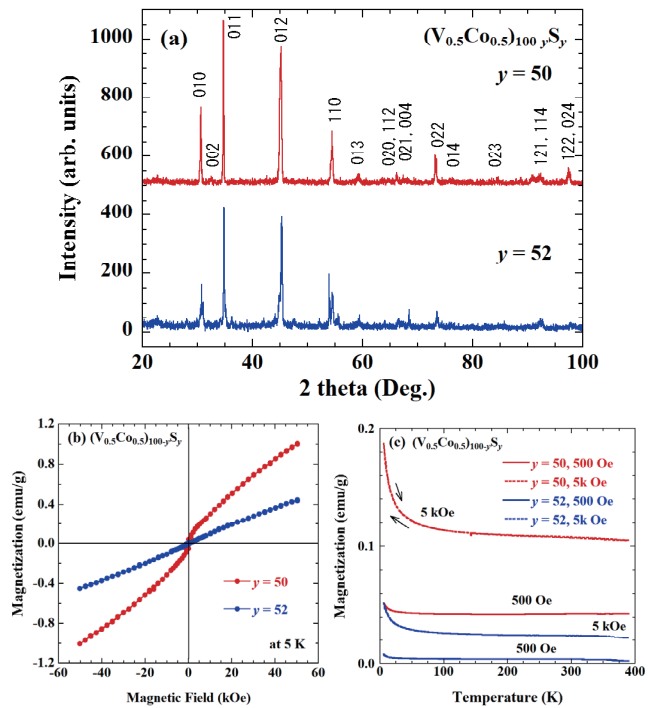 (a)
(V0.5Co0.5)100-ySy
y = 50
010
002
011
012
110
013
020, 112
021, 004
022
014
023
121, 114
122, 024
y = 52
Intensity (arb. units)
1000
800
600
400
200
0
20 40 60 80 100
2 theta (Deg.)
(b) (V0.5Co0.5)100-ySy
Magnetization (emu/g)
1.2
0.8
0.4
0.0
-0.4
-0.8
-1.2
y = 50
y = 52
at 5 K
-60 -40 -20 0 20 40 60
Magnetic Field (kOe)
(c) (V0.5Co0.5)100-ySy
Magnetization (emu/g)
0.2
0.1
0.0
y = 50, 500 Oe
y = 50, 5k Oe
y = 52, 500 Oe
y = 52, 5k Oe
5 kOe
500 Oe
5 kOe
500 Oe
0 100 200 300 400
Temperature (K)